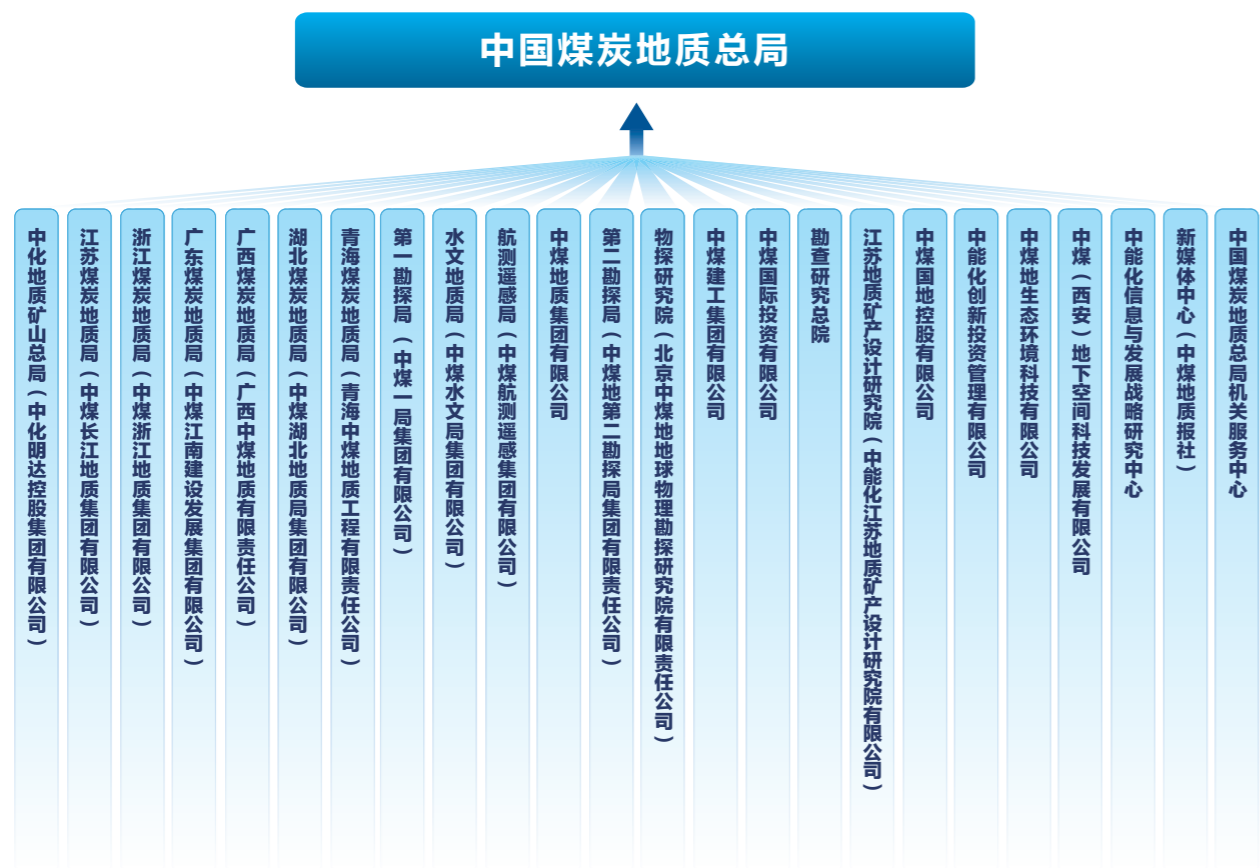 中国煤炭地质总局
中化地质矿山总局（中化明达控股集团有限公司）
江苏煤炭地质局（中煤长江地质集团有限公司）
浙江煤炭地质局（中煤浙江地质集团有限公司）
广东煤炭地质局（中煤江南建设发展集团有限公司）
广西煤炭地质局（广西中煤地质有限责任公司）
湖北煤炭地质局（中煤湖北地质局集团有限公司）
青海煤炭地质局（青海中煤地质工程有限责任公司）
第一勘探局（中煤一局集团有限公司）
水文地质局（中煤水文局集团有限公司）
航测遥感局（中煤航测遥感集团有限公司）
中煤地质集团有限公司
第二勘探局（中煤地第二勘探局集团有限责任公司）
物探研究院（北京中煤地地球物理勘探研究院有限责任公司）
中煤建工集团有限公司
中煤国际投资有限公司
勘查研究总院
江苏地质矿产设计研究院（中能化江苏地质矿产设计研究院有限公司）
中煤国地控股有限公司
中能化创新投资管理有限公司
中煤地生态环境科技有限公司
中煤（西安）地下空间科技发展有限公司
中能化信息与发展战略研究中心
新媒体中心（中煤地质报社）
中国煤炭地质总局机关服务中心